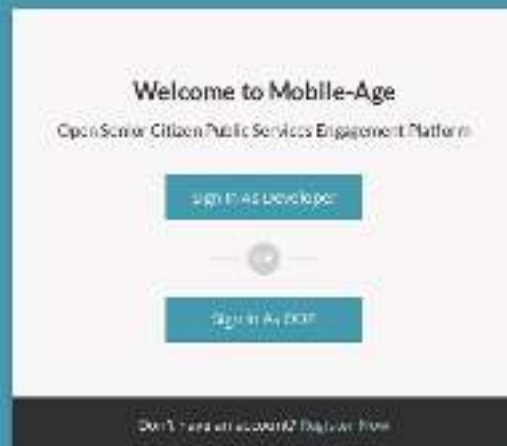 Welcome to Mobile-Age
Open Senior Citizen Public Services Engagement Platform
Sign In As Developer
OR
Sign In As
Don't have an account? Register Now